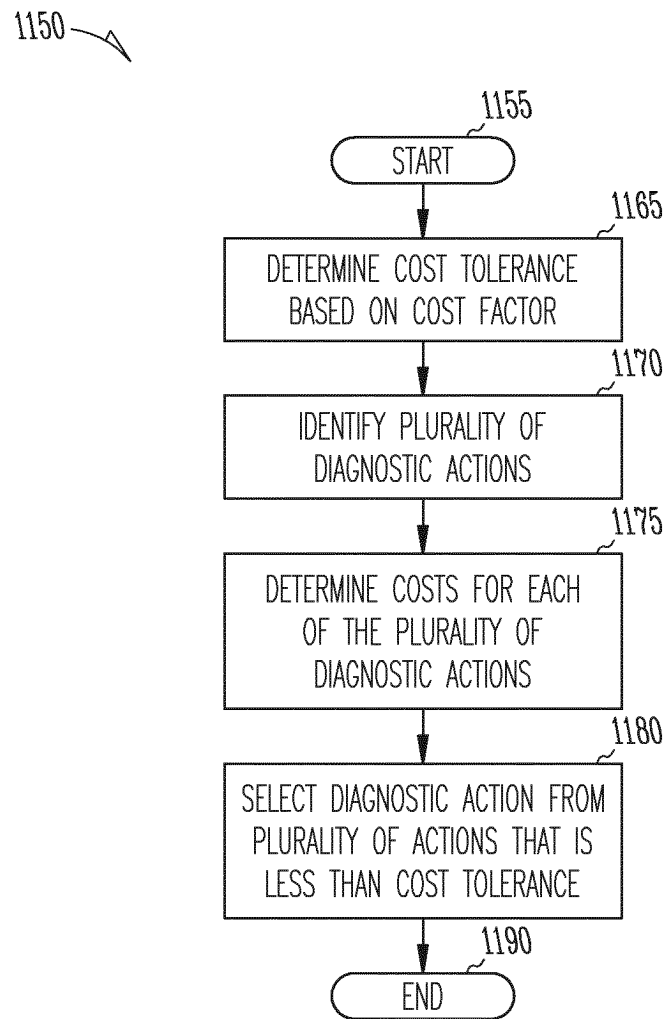 1150
1155
START
1165
DETERMINE COST TOLERANCE
BASED ON COST FACTOR
1170
IDENTIFY PLURALITY OF
DIAGNOSTIC ACTIONS
1175
DETERMINE COSTS FOR EACH
OF THE PLURALITY OF
DIAGNOSTIC ACTIONS
1180
SELECT DIAGNOSTIC ACTION FROM
PLURALITY OF ACTIONS THAT IS
LESS THAN COST TOLERANCE
1190
END